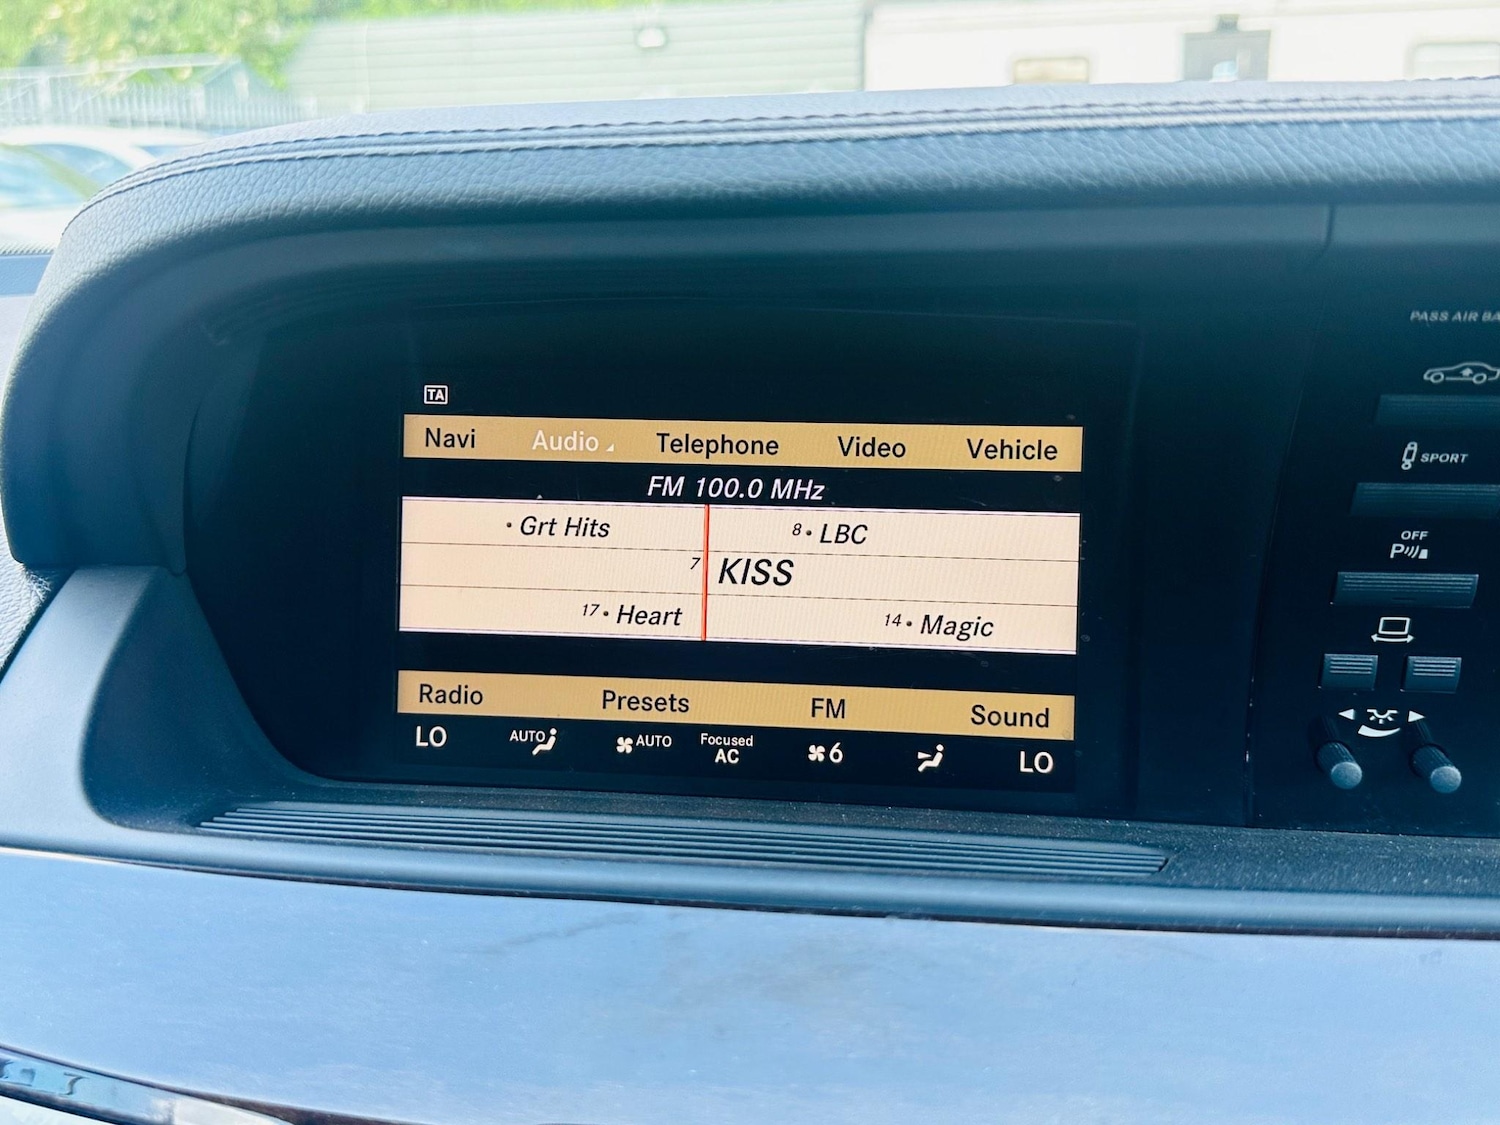 TA
Navi Audio Telephone Video Vehicle
FM 100.0 MHz
• Grt Hits 8 • LBC
7 KISS
17 • Heart 14 • Magic
Radio Presets FM Sound
LO AUTO AUTO Focused AC 6 LO
PASS AIR
SPORT
OFF
P